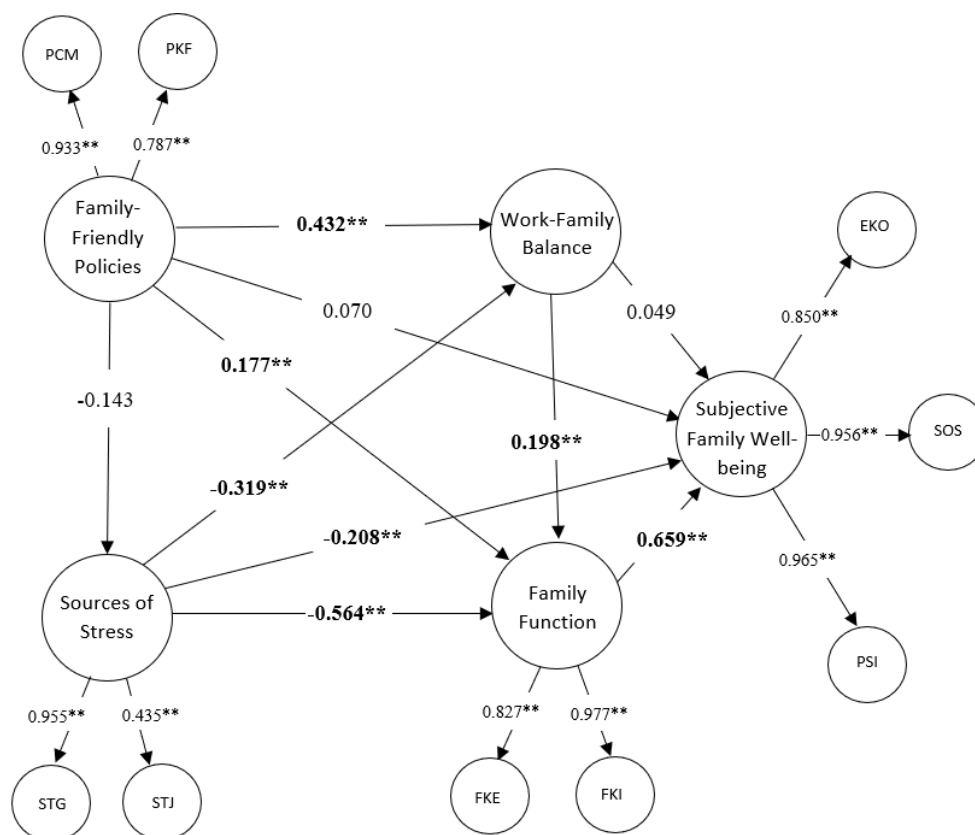 PCM
PKF
0.933**
0.787**
Family-
Friendly
Policies
0.432**
Work-Family
Balance
EKO
0.070
0.049
0.850**
0.177**
-0.143
Subjective
Family Well-
being
0.956**
SOS
0.198**
-0.319**
-0.208**
0.659**
0.965**
Sources of
Stress
-0.564**
Family
Function
PSI
0.955**
0.435**
0.827**
0.977**
STG
STJ
FKE
FKI